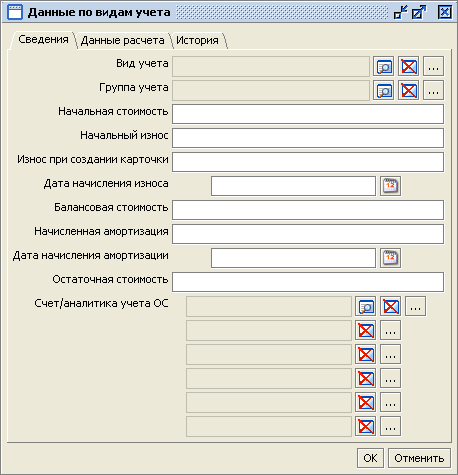 Данные по видам учета
Сведения Данные расчета История
Вид учета ...
Группа учета ...
Начальная стоимость
Начальный износ
Износ при создании карточки
Дата начисления износа 12
Балансовая стоимость
Начисленная амортизация
Дата начисления амортизации 12
Остаточная стоимость
Счет/аналитика учета ОС ...
...
...
...
...
...
OK Отменить